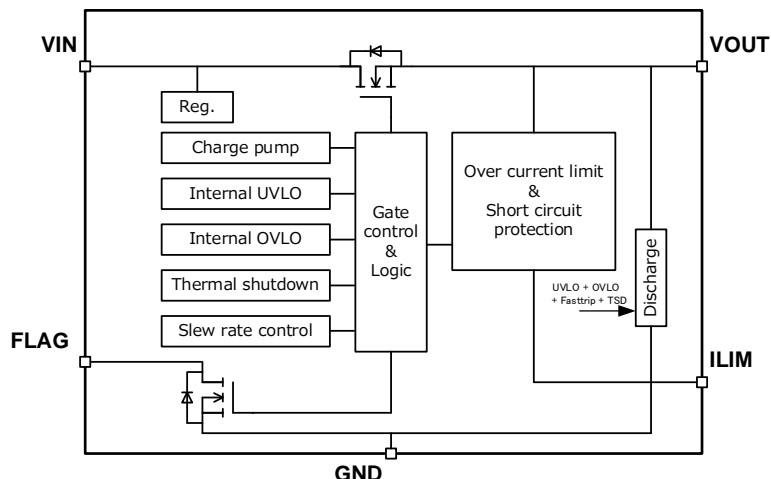 VIN
VOUT
Reg.
Charge pump
Internal UVLO
Internal OVLO
Thermal shutdown
Slew rate control
Gate
control
&
Logic
Over current limit
&
Short circuit
protection
UVLO + OVLO
+ Fasttrip + TSD
Discharge
FLAG
ILIM
GND